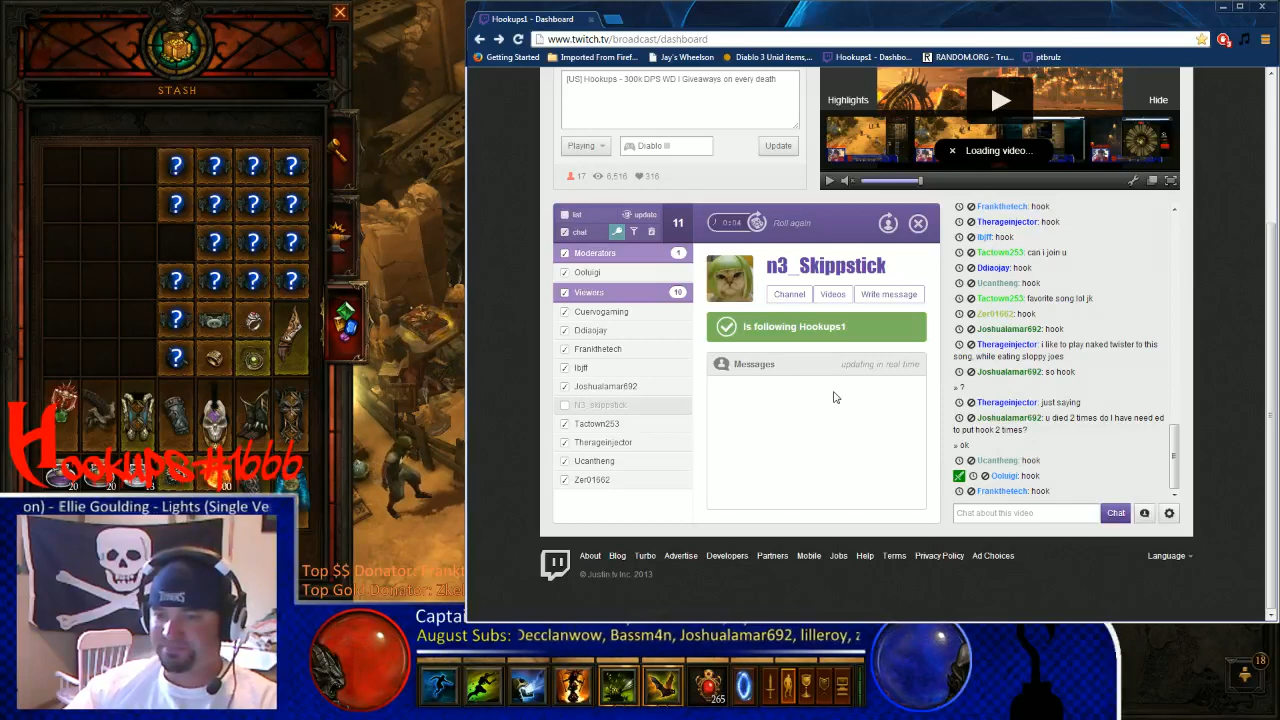 STASH
? ? ? ?
? ? ? ?
? ? ?
? ? ? ?
?
?
20
20
Hookups#1666
on) - Ellie Goulding - Lights (Single Ve
TITANS
Top $$ Donator: Frankt
Top Gold Donator: Zbel
Captai
August Subs: Decclanwow, Bassm4n, Joshualamar692, lilleroy, z
265
18
Hookups1 - Dashboard
www.twitch.tv/broadcast/dashboard
Getting Started
Imported From Firef...
Jay's Wheelson
Diablo 3 Unid items,...
Hookups1 - Dashbo...
RANDOM.ORG - Tru...
ptbrulz
[US] Hookups - 300k DPS WD l Giveaways on every death
Playing
Diablo III
Update
17 6,516 316
Highlights
Hide
Loading video...
list
update
chat
11
0:04
Roll again
Moderators 1
Ooluigi
Viewers 10
Cuervogaming
Ddiaojay
Frankthetech
Ibjff
Joshualamar692
N3_skippstick
Tactown253
Therageinjector
Ucantheng
Zer01662
n3_Skippstick
Channel
Videos
Write message
Is following Hookups1
Messages
updating in real time
Frankthetech: hook
Therageinjector: hook
Ibjff: hook
Tactown253: can i join u
Ddiaojay: hook
Ucantheng: hook
Tactown253: favorite song lol jk
Zer01662: hook
Joshualamar692: hook
Therageinjector: i like to play naked twister to this
song, while eating sloppy joes
Joshualamar692: so hook
» ?
Therageinjector: just saying
Joshualamar692: u died 2 times do I have need ed
to put hook 2 times?
» ok
Ucantheng: hook
Ooluigi: hook
Frankthetech: hook
Chat about this video
Chat
About Blog Turbo Advertise Developers Partners Mobile Jobs Help Terms Privacy Policy Ad Choices
Language
© Justin.tv Inc. 2013